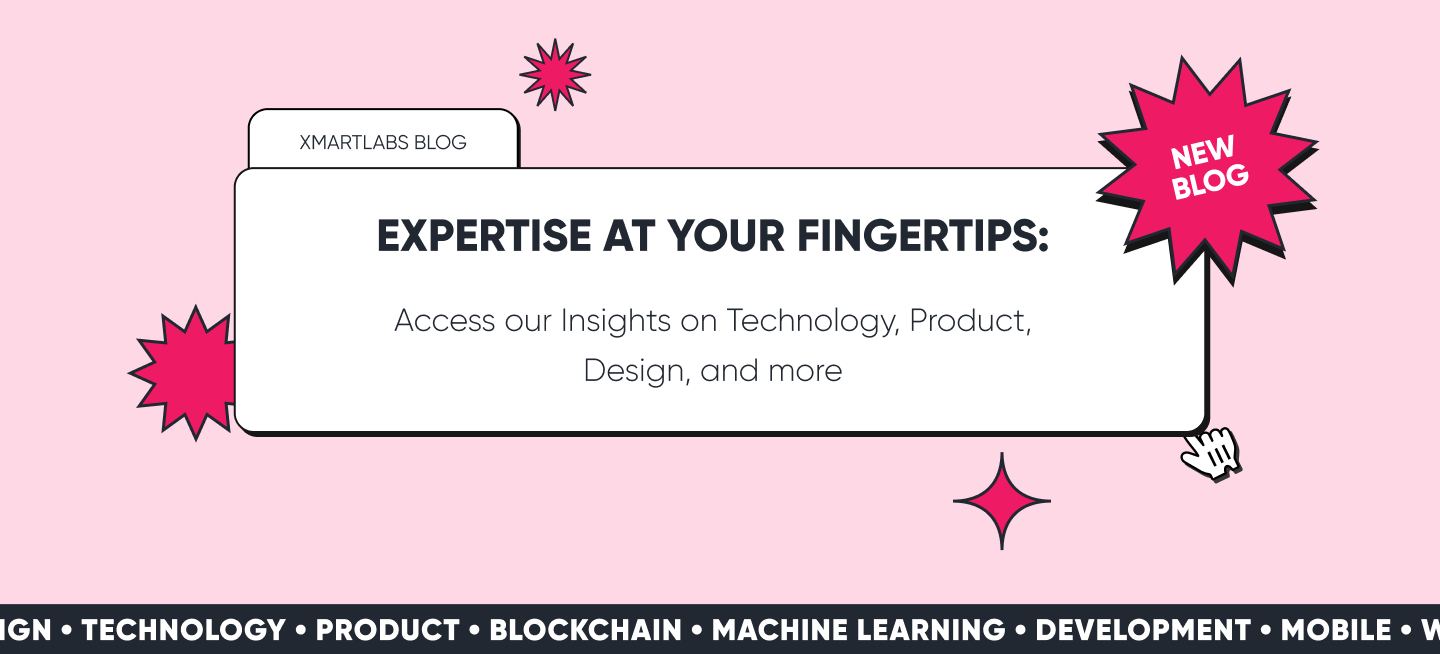 XMARTLABS BLOG
NEW
BLOG
EXPERTISE AT YOUR FINGERTIPS:
Access our Insights on Technology, Product,
Design, and more
IGN • TECHNOLOGY • PRODUCT • BLOCKCHAIN • MACHINE LEARNING • DEVELOPMENT • MOBILE • W